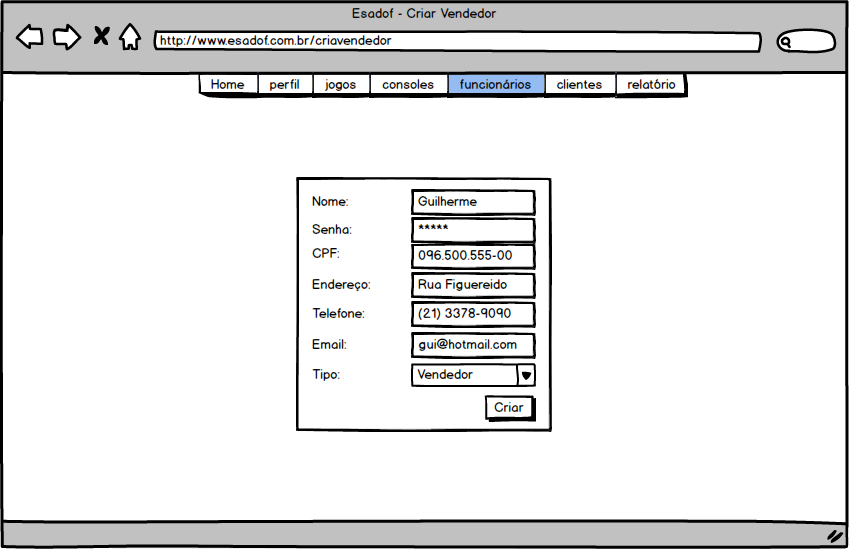 Esadof - Criar Vendedor
http://www.esadof.com.br/criavendedor
Home perfil jogos consoles funcionários clientes relatório
Nome: Guilherme
Senha: *****
CPF: 096.500.555-00
Endereço: Rua Figuereido
Telefone: (21) 3378-9090
Email: gui@hotmail.com
Tipo: Vendedor
Criar